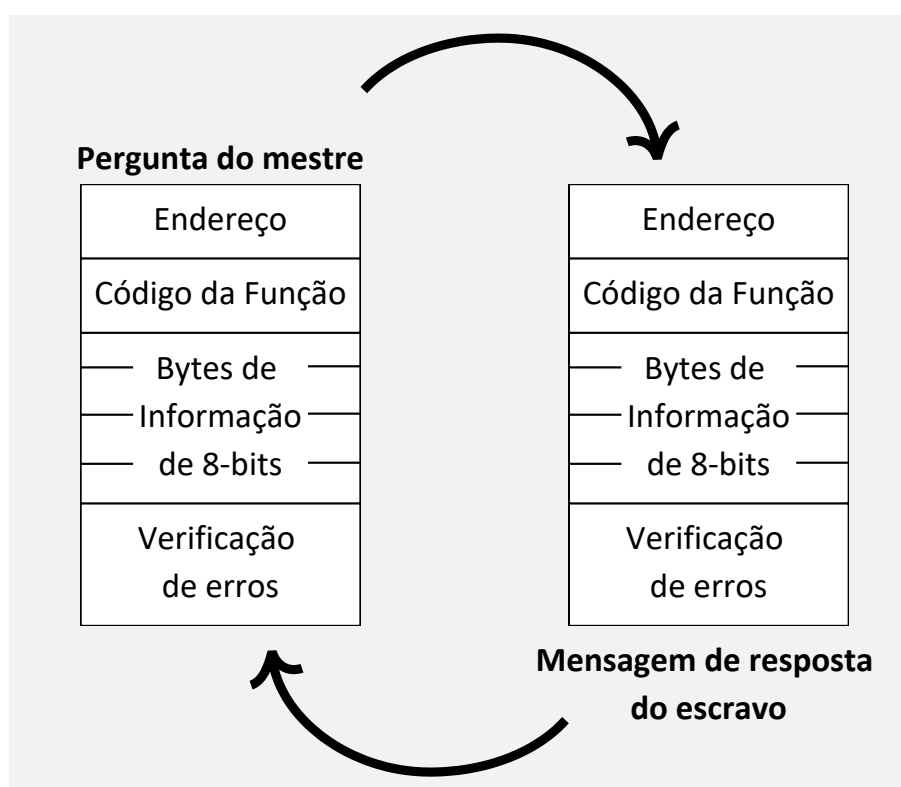 Pergunta do mestre
Endereço
Código da Função
Bytes de
Informação
de 8-bits
Verificação
de erros
Endereço
Código da Função
Bytes de
Informação
de 8-bits
Verificação
de erros
Mensagem de resposta
do escravo